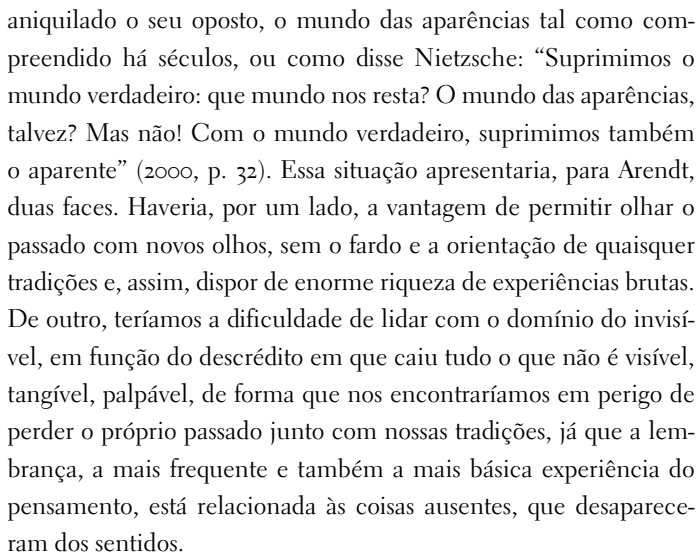 aniquilado o seu oposto, o mundo das aparências tal como com-
preendido há séculos, ou como disse Nietzsche: “Suprimimos o
mundo verdadeiro: que mundo nos resta? O mundo das aparências,
talvez? Mas não! Com o mundo verdadeiro, suprimimos também
o aparente” (2000, p. 32). Essa situação apresentaria, para Arendt,
duas faces. Haveria, por um lado, a vantagem de permitir olhar o
passado com novos olhos, sem o fardo e a orientação de quaisquer
tradições e, assim, dispor de enorme riqueza de experiências brutas.
De outro, teríamos a dificuldade de lidar com o domínio do invisí-
vel, em função do descrédito em que caiu tudo o que não é visível,
tangível, palpável, de forma que nos encontraríamos em perigo de
perder o próprio passado junto com nossas tradições, já que a lem-
brança, a mais frequente e também a mais básica experiência do
pensamento, está relacionada às coisas ausentes, que desaparece-
ram dos sentidos.